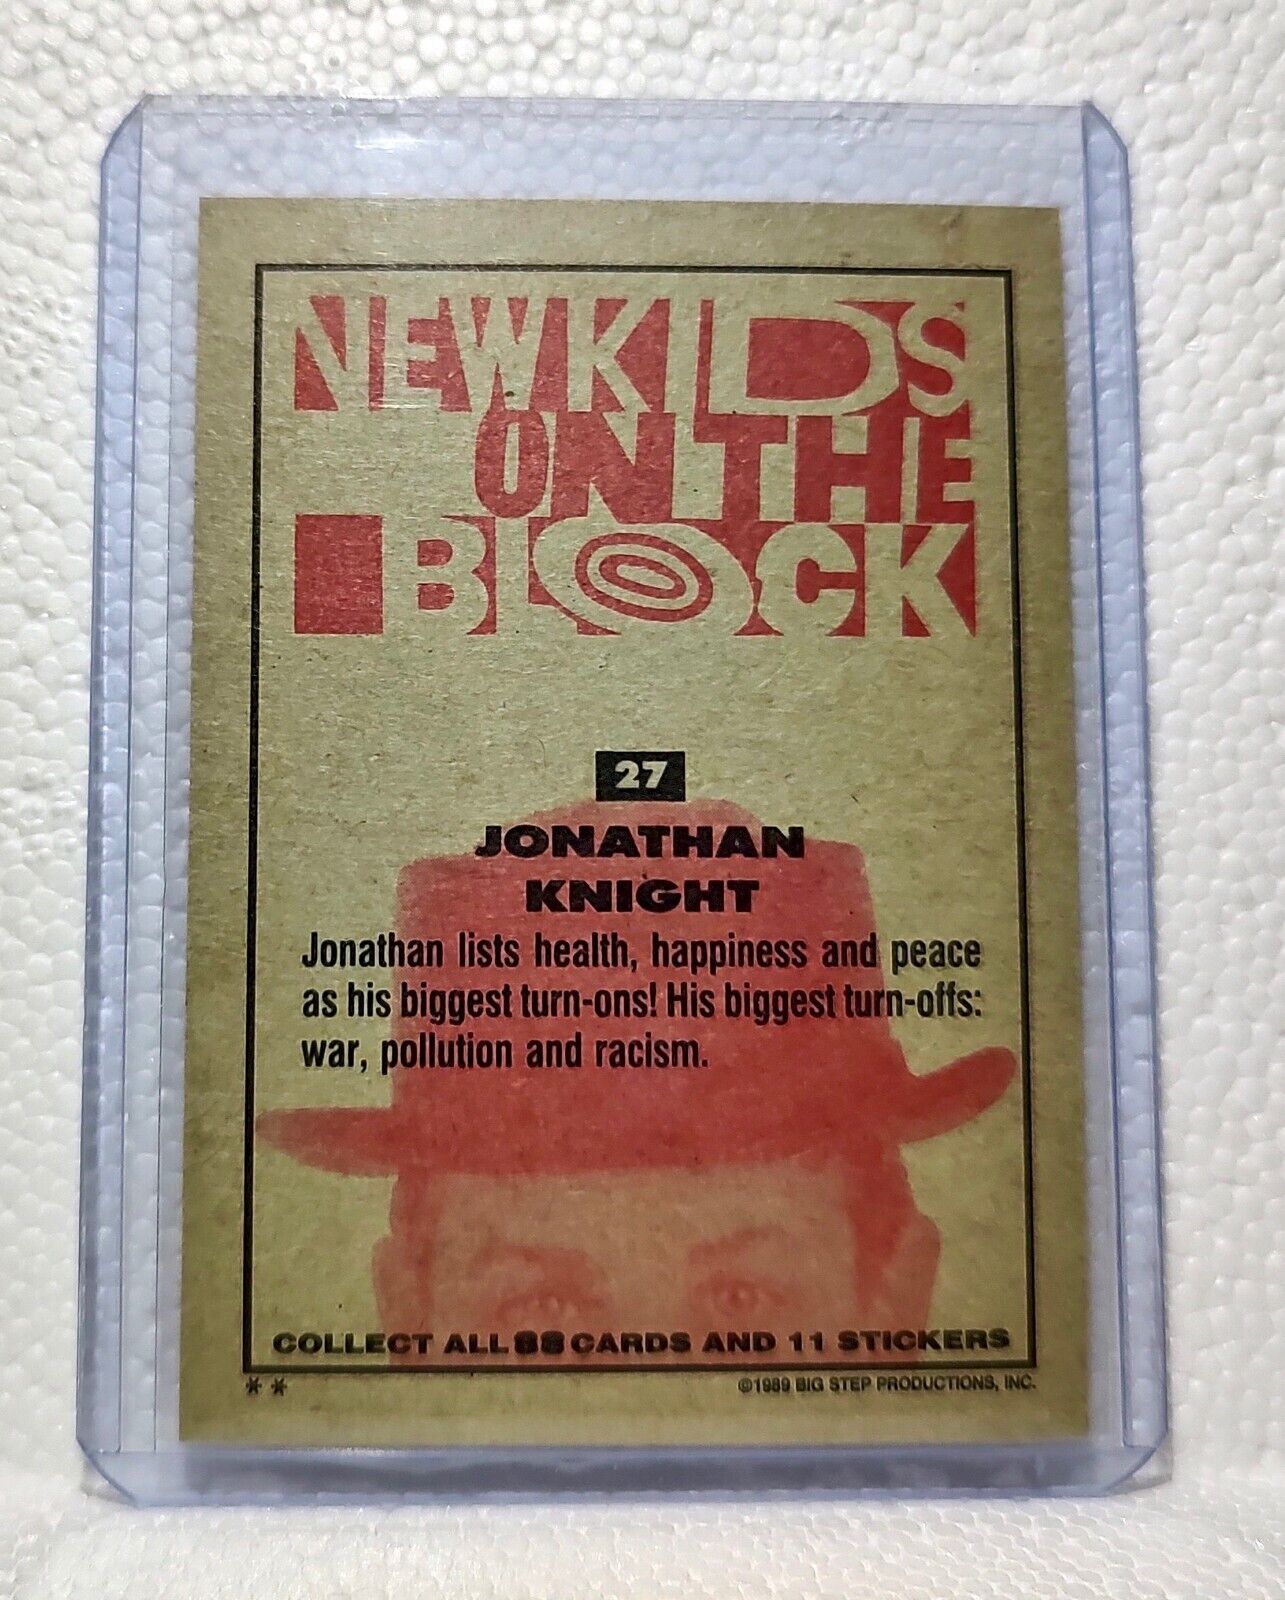 NEW KIDS
ON THE
BLOCK
27
JONATHAN
KNIGHT
Jonathan lists health, happiness and peace
as his biggest turn-ons! His biggest turn-offs:
war, pollution and racism.
COLLECT ALL 88 CARDS AND 11 STICKERS
* * ©1989 BIG STEP PRODUCTIONS, INC.